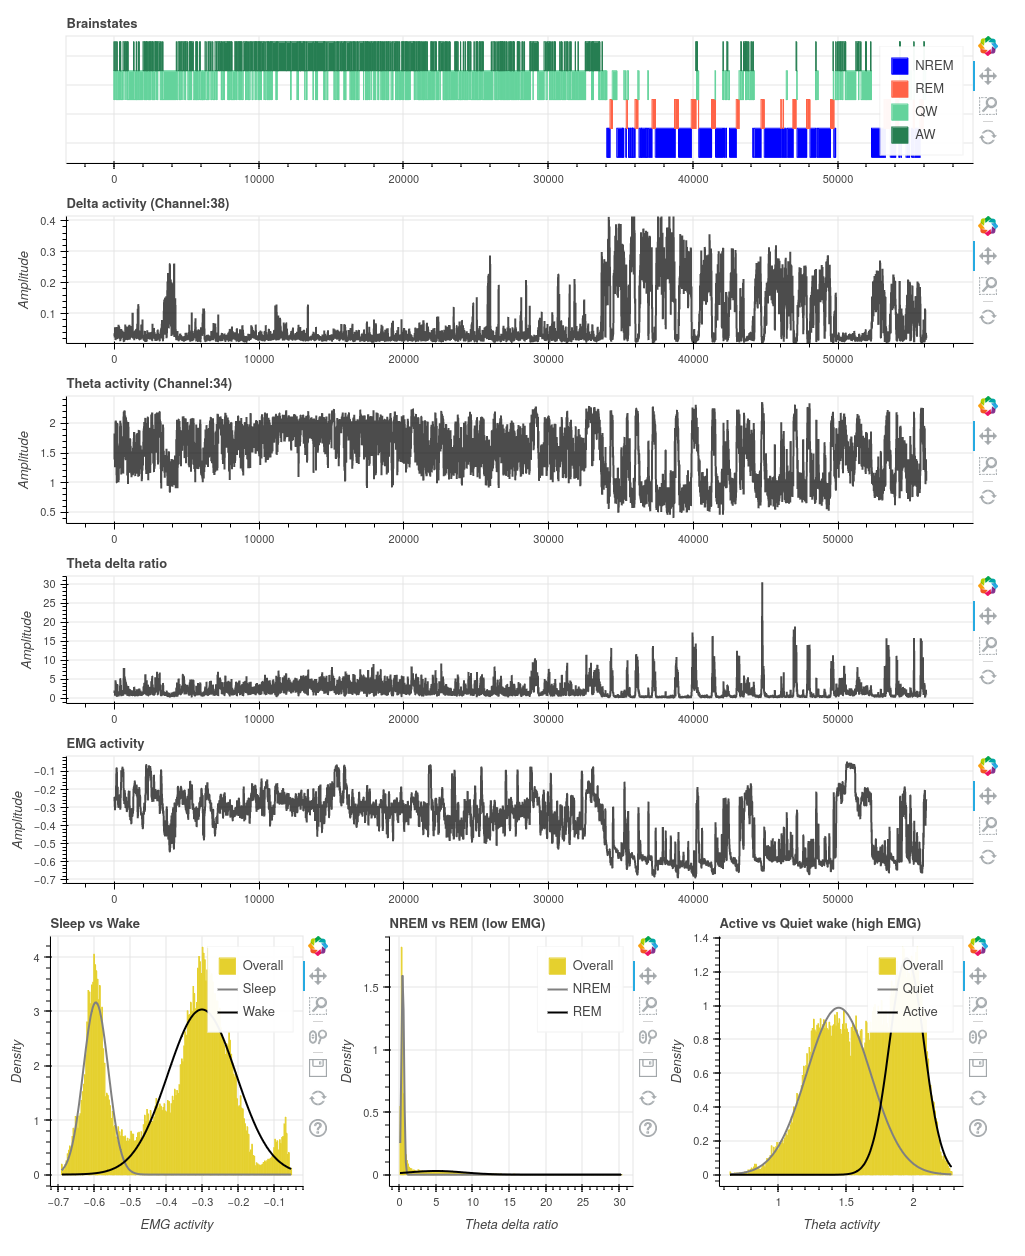 Brainstates
NREM
REM
QW
AW
0 10000 20000 30000 40000 50000
Delta activity (Channel:38)
Amplitude
0.4
0.3
0.2
0.1
0 10000 20000 30000 40000 50000
Theta activity (Channel:34)
Amplitude
2
1.5
1
0.5
0 10000 20000 30000 40000 50000
Theta delta ratio
Amplitude
30
25
20
15
10
5
0
0 10000 20000 30000 40000 50000
EMG activity
Amplitude
−0.1
−0.2
−0.3
−0.4
−0.5
−0.6
−0.7
0 10000 20000 30000 40000 50000
Sleep vs Wake
Density
4
3
2
1
0
Overall
Sleep
Wake
−0.7 −0.6 −0.5 −0.4 −0.3 −0.2 −0.1
EMG activity
NREM vs REM (low EMG)
Density
1.5
1
0.5
0
Overall
NREM
REM
0 5 10 15 20 25 30
Theta delta ratio
Active vs Quiet wake (high EMG)
Density
1.4
1.2
1
0.8
0.6
0.4
0.2
0
Overall
Quiet
Active
1 1.5 2
Theta activity